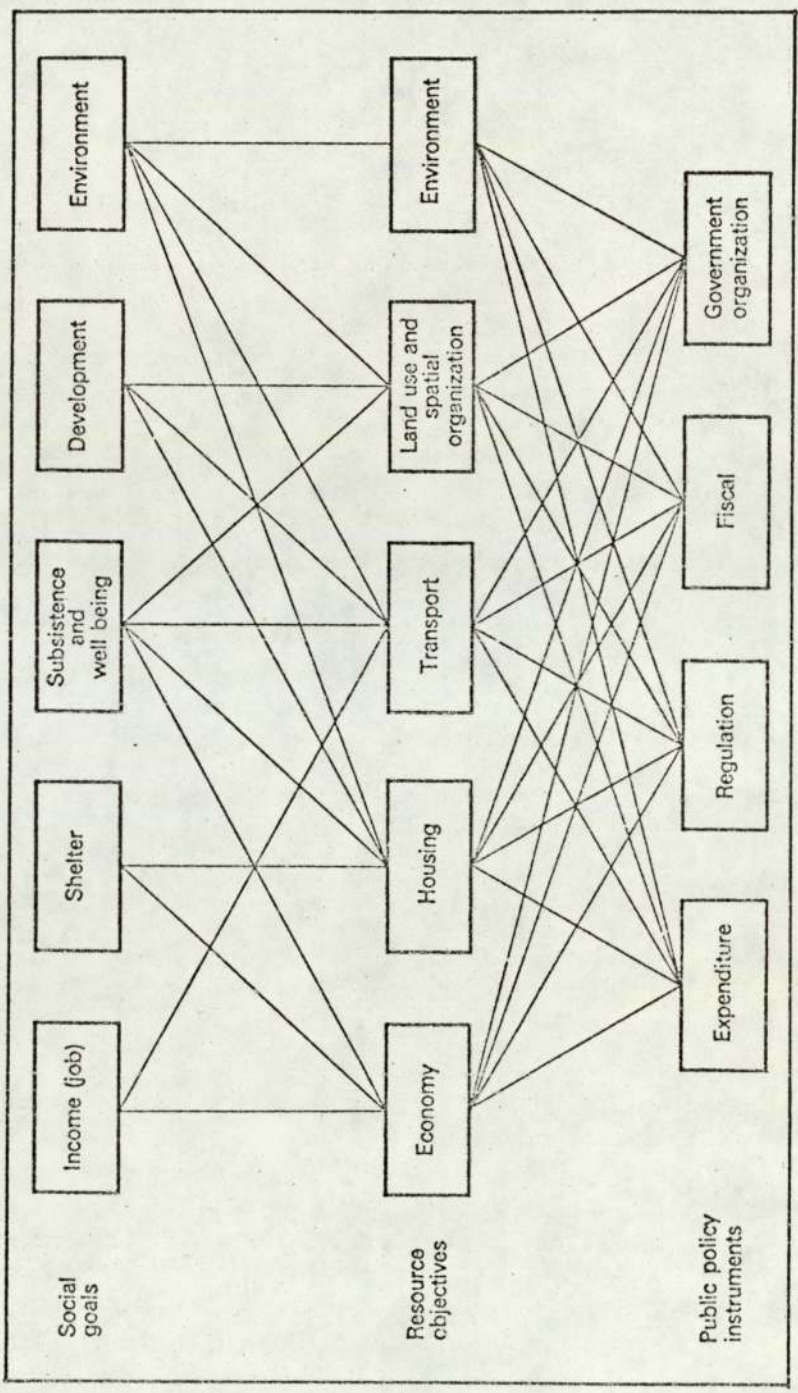 Social
goals
Income (job)
Shelter
Subsistence
and
well being
Development
Environment
Resource
objectives
Economy
Housing
Transport
Land use and
spatial
organization
Environment
Public policy
instruments
Expenditure
Regulation
Fiscal
Government
organization